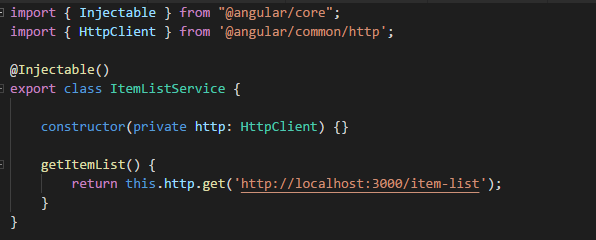 import { Injectable } from "@angular/core";
import { HttpClient } from '@angular/common/http';
@Injectable()
export class ItemListService {
constructor(private http: HttpClient) {}
getItemList() {
return this.http.get('http://localhost:3000/item-list');
}
}